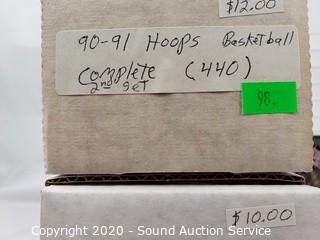 $12.00
90-91 Hoops Basketball
Complete (440)
2nd set
98.
$10.00
Copyright 2020 - Sound Auction Service